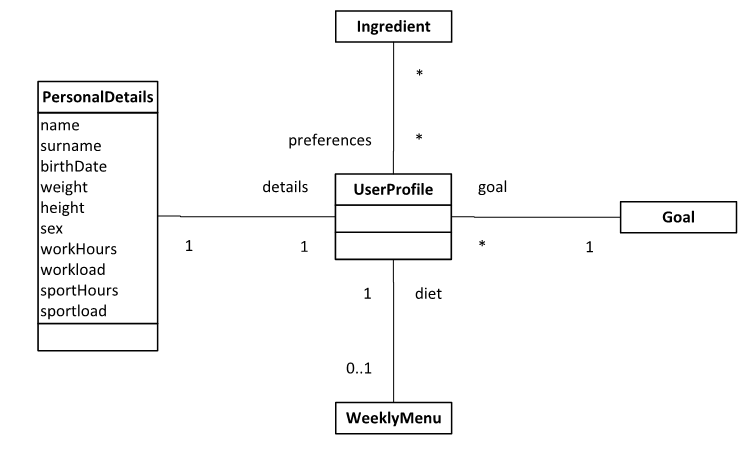 Ingredient
*
PersonalDetails
name
surname
birthDate
weight
height
sex
workHours
workload
sportHours
sportload
preferences
*
details
UserProfile
goal
Goal
1
1
*
1
1
diet
0..1
WeeklyMenu